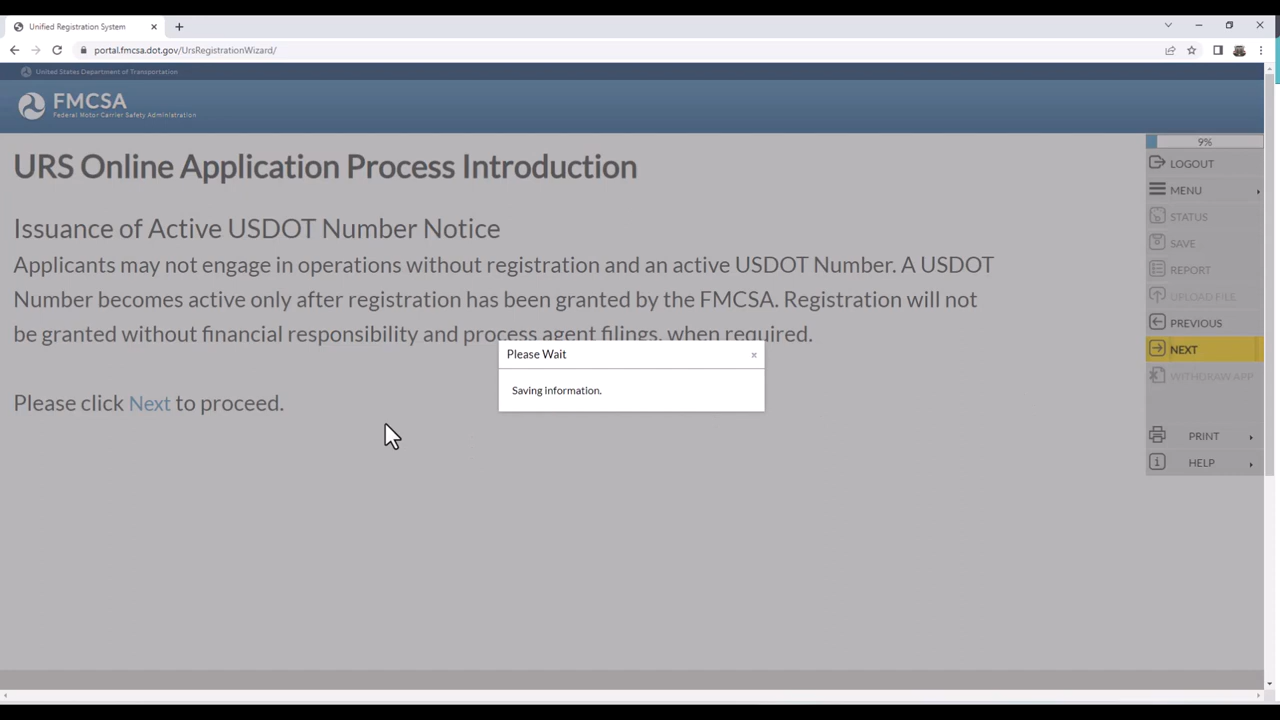 Unified Registration System
portal.fmcsa.dot.gov/UrsRegistrationWizard/
United States Department of Transportation
FMCSA
Federal Motor Carrier Safety Administration
URS Online Application Process Introduction
Issuance of Active USDOT Number Notice
Applicants may not engage in operations without registration and an active USDOT Number. A USDOT
Number becomes active only after registration has been granted by the FMCSA. Registration will not
be granted without financial responsibility and process agent filings, when required.
Please Wait
Saving information.
Please click Next to proceed.
9%
LOGOUT
MENU
STATUS
SAVE
REPORT
UPLOAD FILE
PREVIOUS
NEXT
WITHDRAW APP
PRINT
HELP